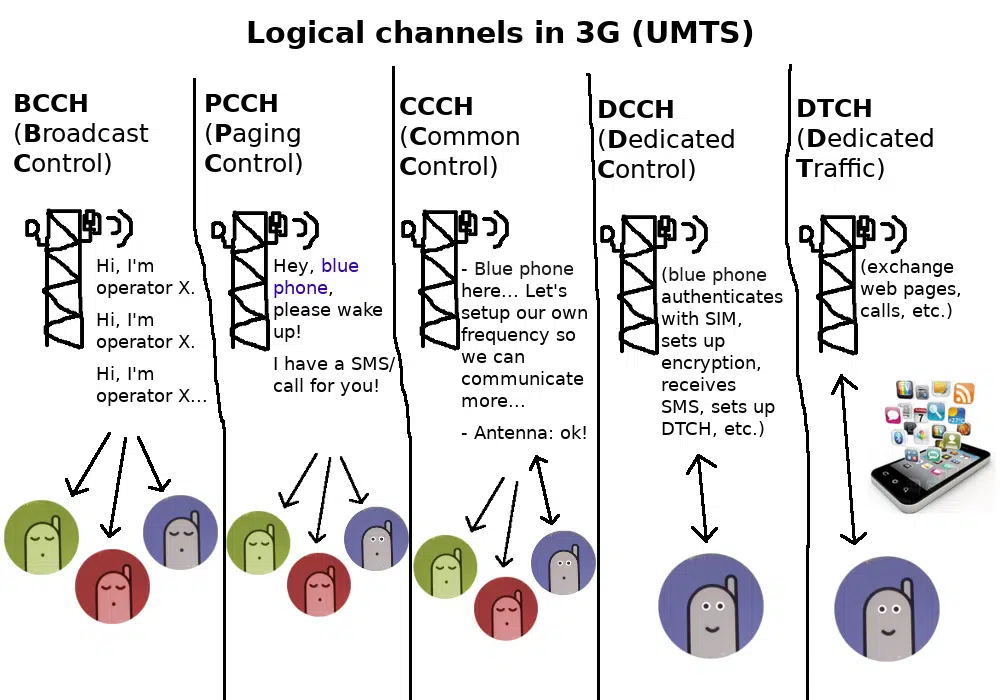 Logical channels in 3G (UMTS)
BCCH
(Broadcast
Control)
Hi, I'm
operator X.
Hi, I'm
operator X.
Hi, I'm
operator X...
PCCH
(Paging
Control)
Hey, blue
phone,
please wake
up!
I have a SMS/
call for you!
CCCH
(Common
Control)
- Blue phone
here... Let's
setup our own
frequency so
we can
communicate
more...
- Antenna: ok!
DCCH
(Dedicated
Control)
(blue phone
authenticates
with SIM,
sets up
encryption,
receives
SMS, sets up
DTCH, etc.)
DTCH
(Dedicated
Traffic)
(exchange
web pages,
calls, etc.)
7